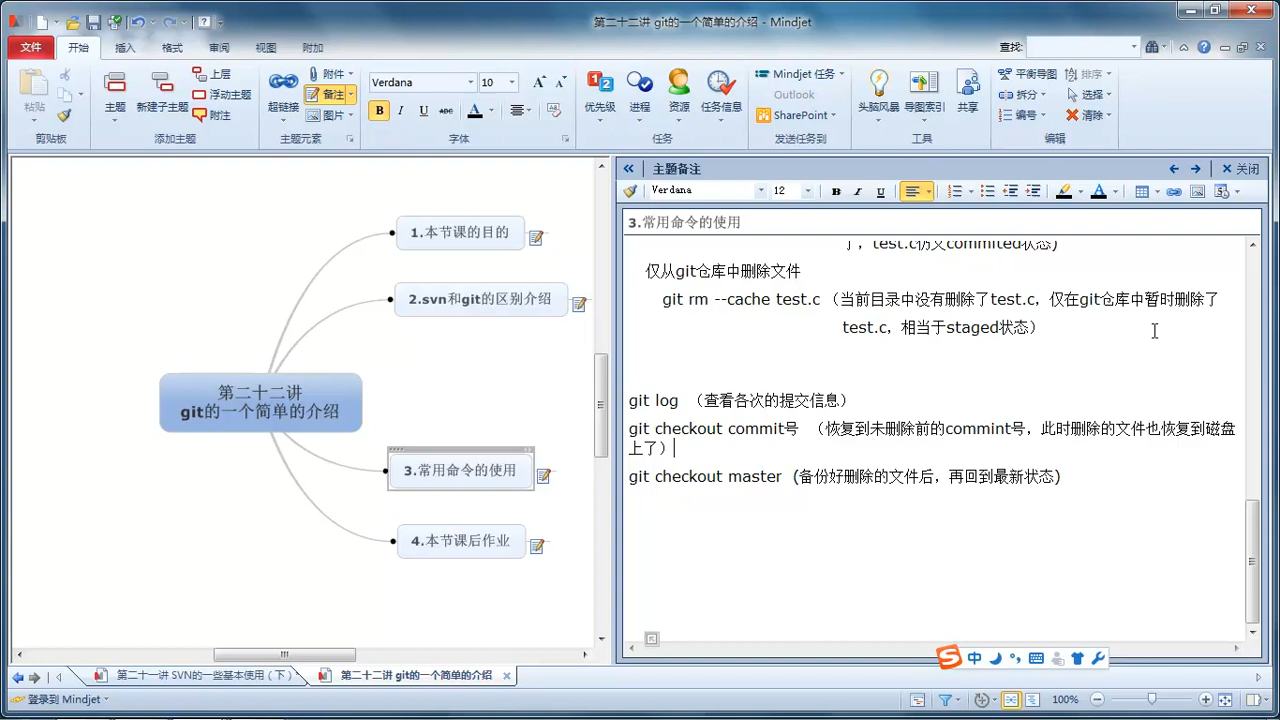 第二十二讲 git的一个简单的介绍 - Mindjet
文件 开始 插入 格式 审阅 视图 附加 查找:
粘贴
剪贴板
主题
新建子主题
上层
浮动主题
附注
添加主题
超链接
附件
备注
图片
主题元素
Verdana 10
B I U abc A
字体
优先级
进程
资源
任务信息
任务
Mindjet 任务
Outlook
SharePoint
发送任务到
头脑风暴
导图索引
共享
工具
平衡导图
拆分
编号
排序
选择
清除
编辑
1.本节课的目的
2.svn和git的区别介绍
第二十二讲
git的一个简单的介绍
3.常用命令的使用
4.本节课后作业
主题备注 关闭
Verdana 12 B I U A
3.常用命令的使用
了，test.c仍又commited状态)
仅从git仓库中删除文件
git rm --cache test.c （当前目录中没有删除了test.c，仅在git仓库中暂时删除了
test.c，相当于staged状态）
git log （查看各次的提交信息）
git checkout commit号 （恢复到未删除前的commint号，此时删除的文件也恢复到磁盘
上了）
git checkout master (备份好删除的文件后，再回到最新状态)
中
第二十一讲 SVN的一些基本使用（下） 第二十二讲 git的一个简单的介绍
登录到 Mindjet 100%